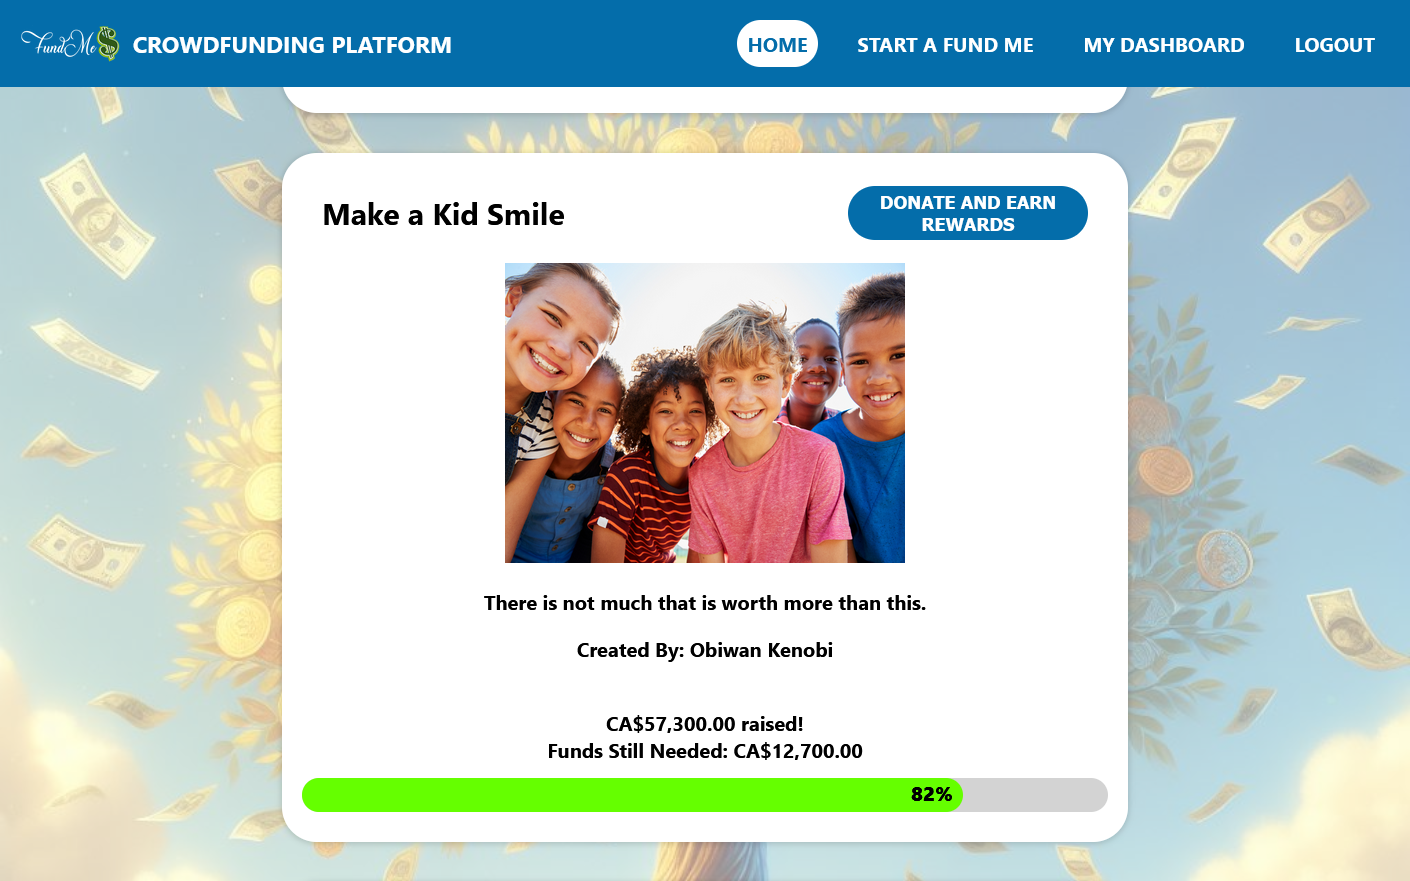 FundMe$ CROWDFUNDING PLATFORM HOME START A FUND ME MY DASHBOARD LOGOUT
Make a Kid Smile
DONATE AND EARN
REWARDS
There is not much that is worth more than this.
Created By: Obiwan Kenobi
CA$57,300.00 raised!
Funds Still Needed: CA$12,700.00
82%